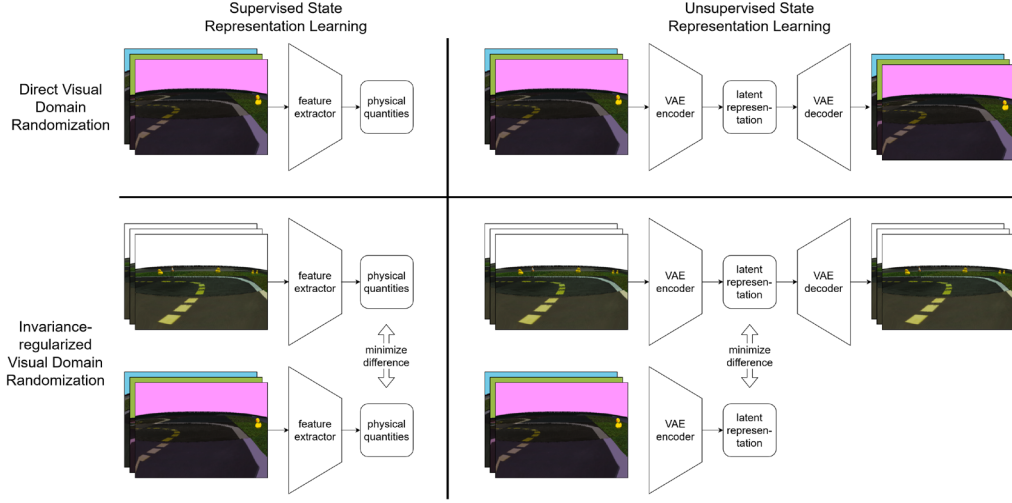 Supervised State
Representation Learning
Unsupervised State
Representation Learning
Direct Visual
Domain
Randomization
feature
extractor
physical
quantities
VAE
encoder
latent
represen-
tation
VAE
decoder
Invariance-
regularized
Visual Domain
Randomization
feature
extractor
physical
quantities
minimize
difference
feature
extractor
physical
quantities
VAE
encoder
latent
represen-
tation
VAE
decoder
minimize
difference
VAE
encoder
latent
represen-
tation